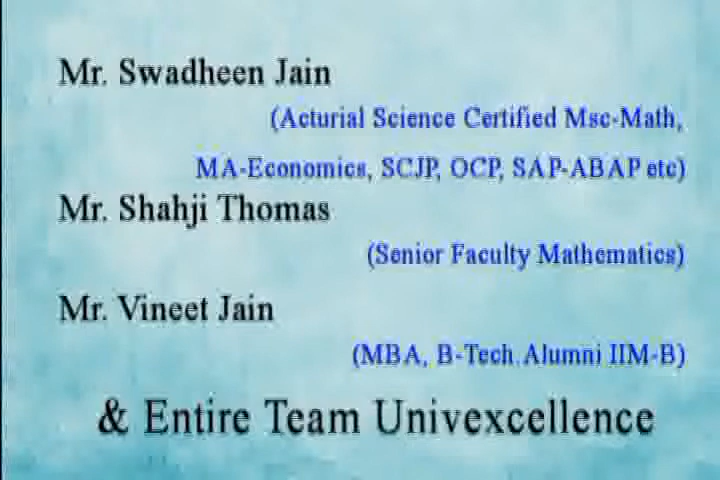 Mr. Swadheen Jain
(Acturial Science Certified Msc-Math,
MA-Economics, SCJP, OCP, SAP-ABAP etc)
Mr. Shahji Thomas
(Senior Faculty Mathematics)
Mr. Vineet Jain
(MBA, B-Tech. Alumni IIM-B)
& Entire Team Univexcellence